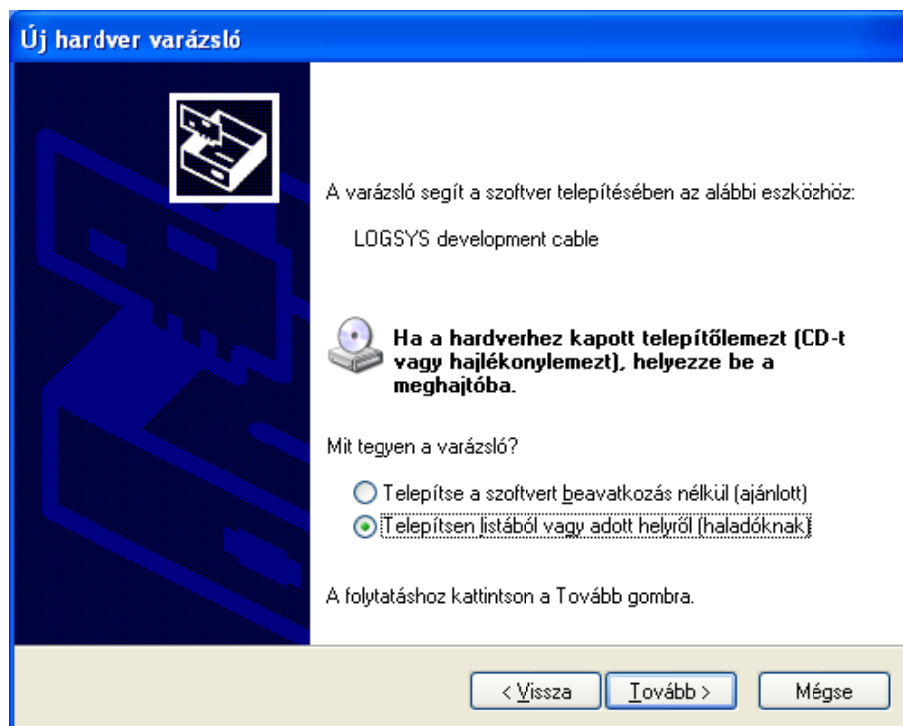 Új hardver varázsló
A varázsló segít a szoftver telepítésében az alábbi eszközhöz:
LOGSYS development cable
Ha a hardverhez kapott telepítőlemezt (CD-t
vagy hajlékonylemezt), helyezze be a
meghajtóba.
Mit tegyen a varázsló?
Telepítse a szoftvert beavatkozás nélkül (ajánlott)
Telepítsen listából vagy adott helyről (haladóknak)
A folytatáshoz kattintson a Tovább gombra.
< Vissza
Tovább >
Mégse